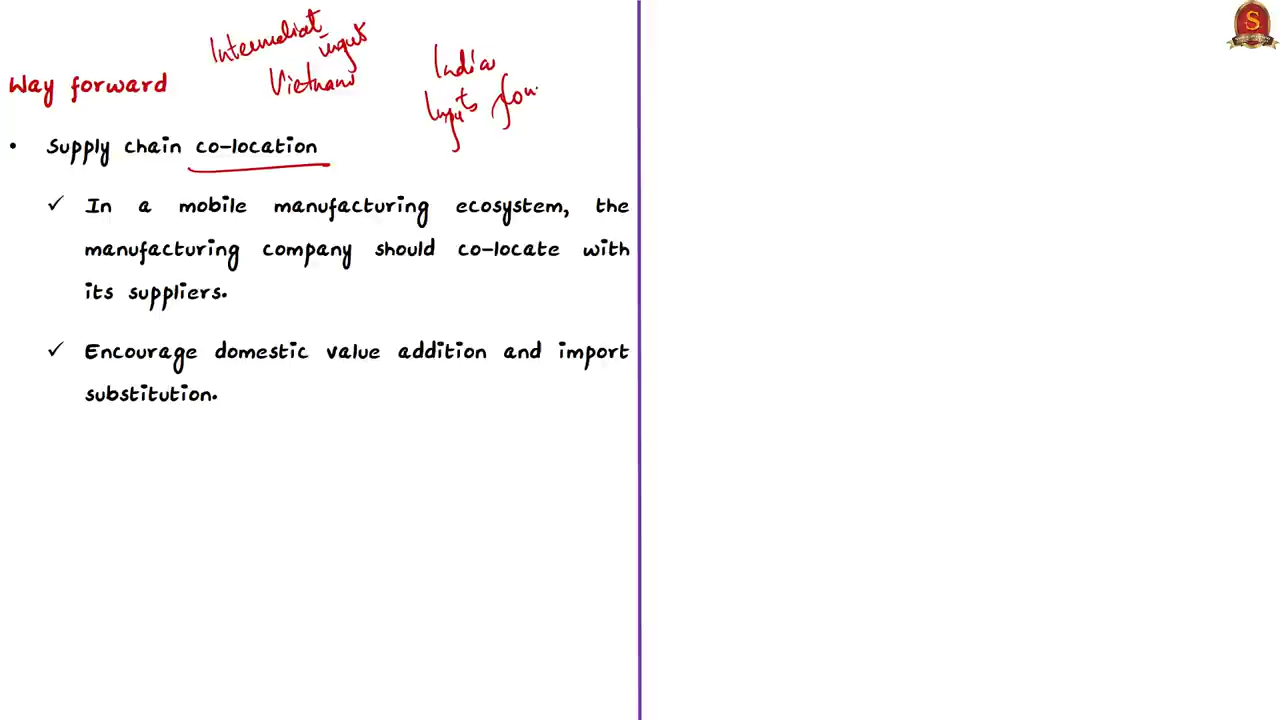 Intermediat
inputs
Vietnam
India
Inputs
Way forward
• Supply chain co-location
✓ In a mobile manufacturing ecosystem, the
manufacturing company should co-locate with
its suppliers.
✓ Encourage domestic value addition and import
substitution.
S